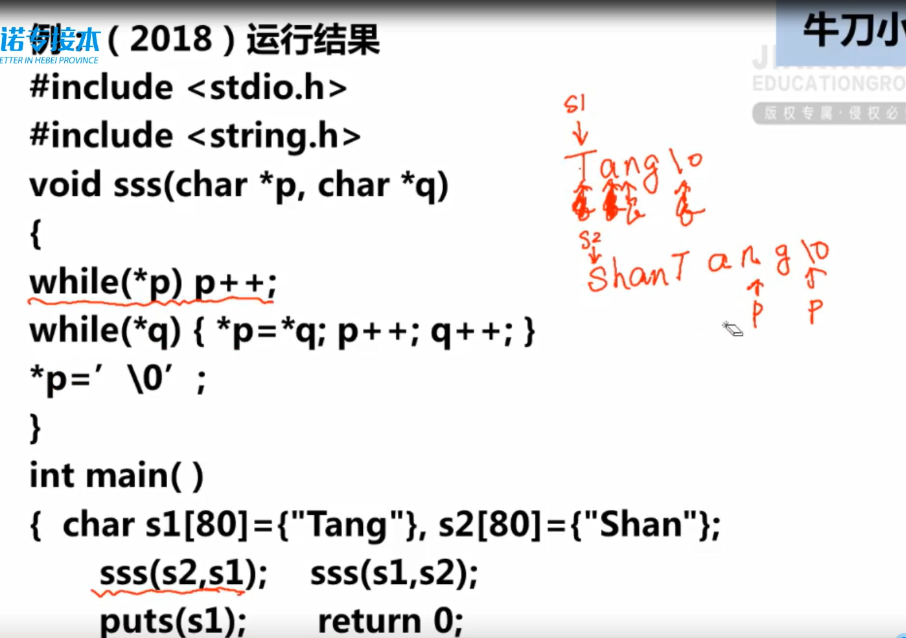 例：（2018）运行结果
诺专接本
ETTER IN HEBEI PROVINCE
牛刀小
EDUCATIONGRO
版权专属·侵权必
#include <stdio.h>
#include <string.h>
void sss(char *p, char *q)
{
while(*p) p++;
while(*q) { *p=*q; p++; q++; }
*p=′\0′;
}
int main( )
{ char s1[80]={"Tang"}, s2[80]={"Shan"};
sss(s2,s1); sss(s1,s2);
puts(s1); return 0;
s1
Tang\0
s2
ShanTang\0
p p